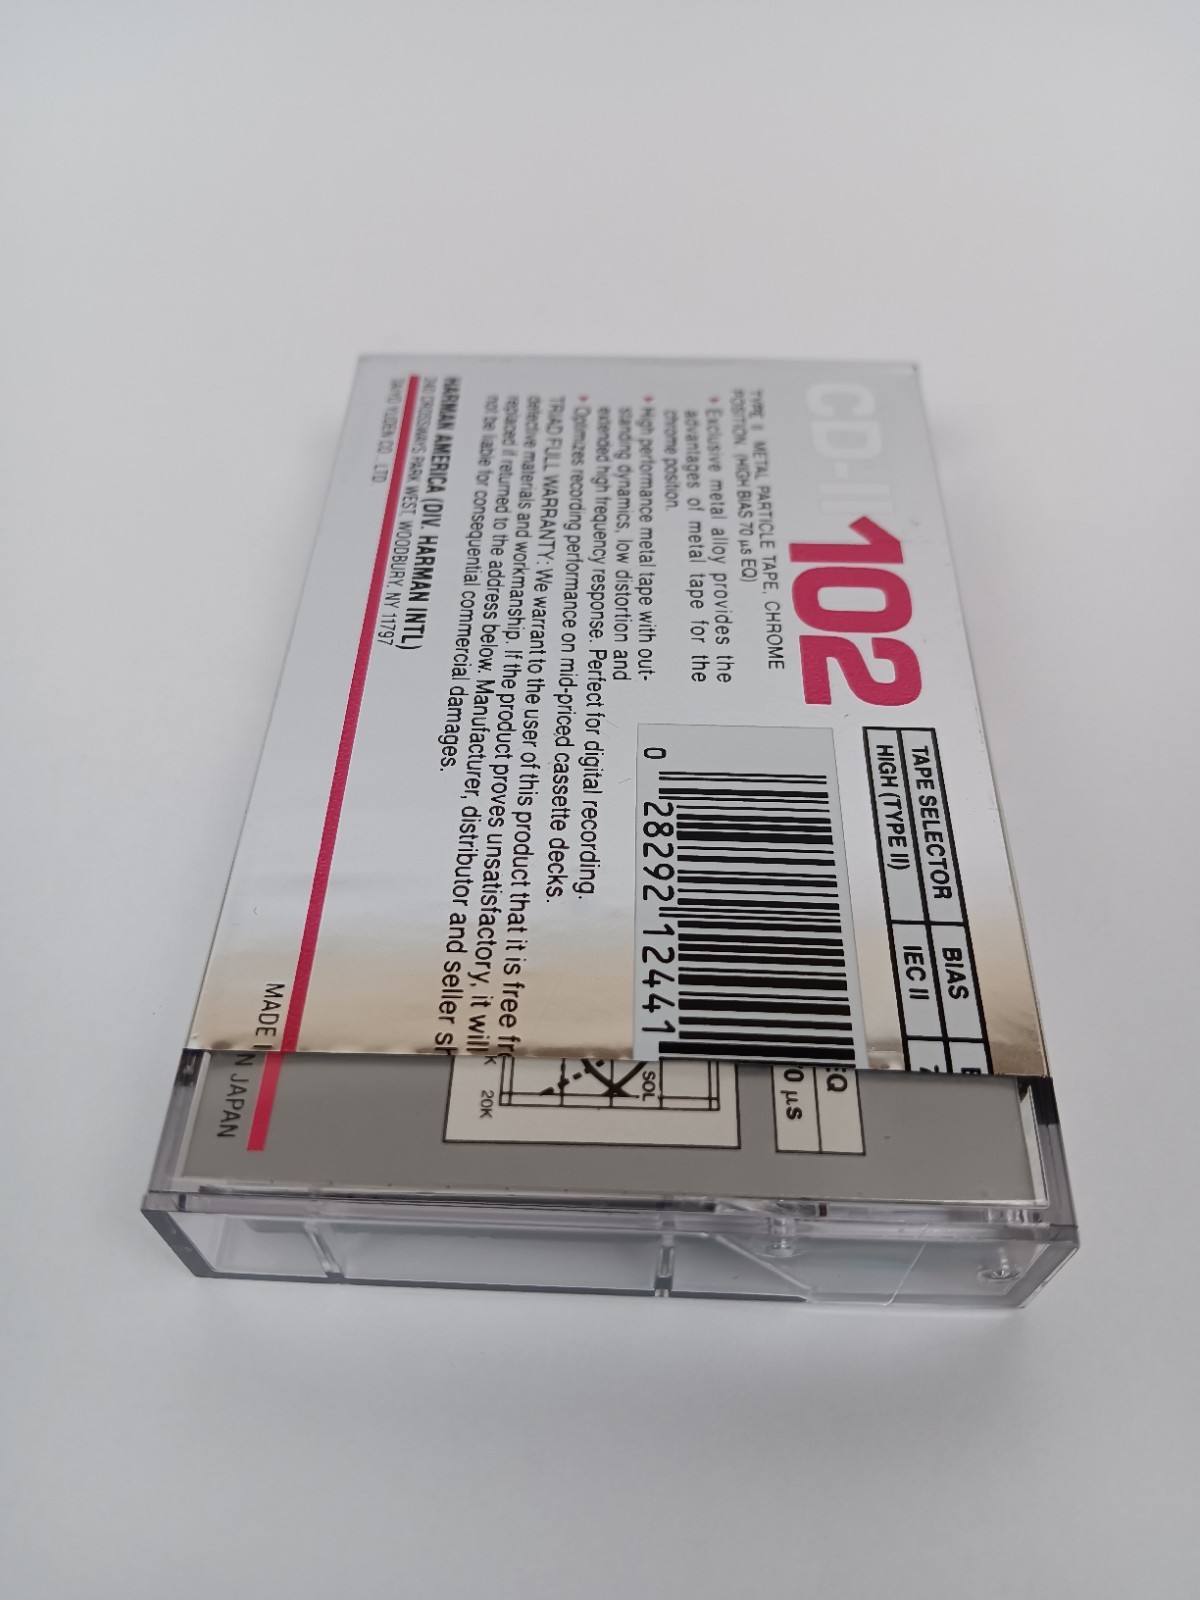 CD-II 102
TYPE II METAL PARTICLE TAPE, CHROME
POSITION (HIGH BIAS 70 µs EQ)
• Exclusive metal alloy provides the
advantages of metal tape for the
chrome position.
• High performance metal tape with out-
standing dynamics, low distortion and
extended high frequency response. Perfect for digital recording.
• Optimizes recording performance on mid-priced cassette decks.
TRIAD FULL WARRANTY: We warrant to the user of this product that it is free fr
defective materials and workmanship. If the product proves unsatisfactory, it will
replaced if returned to the address below. Manufacturer, distributor and seller sh
not be liable for consequential commercial damages.
HARMAN AMERICA (DIV. HARMAN INTL)
240 CROSSWAYS PARK WEST, WOODBURY, NY 11797
TAIYO YUDEN CO., LTD
MADE IN JAPAN
TAPE SELECTOR BIAS EQ
HIGH (TYPE II) IEC II 70 µs
0 28292 12441
SOL
K 20K